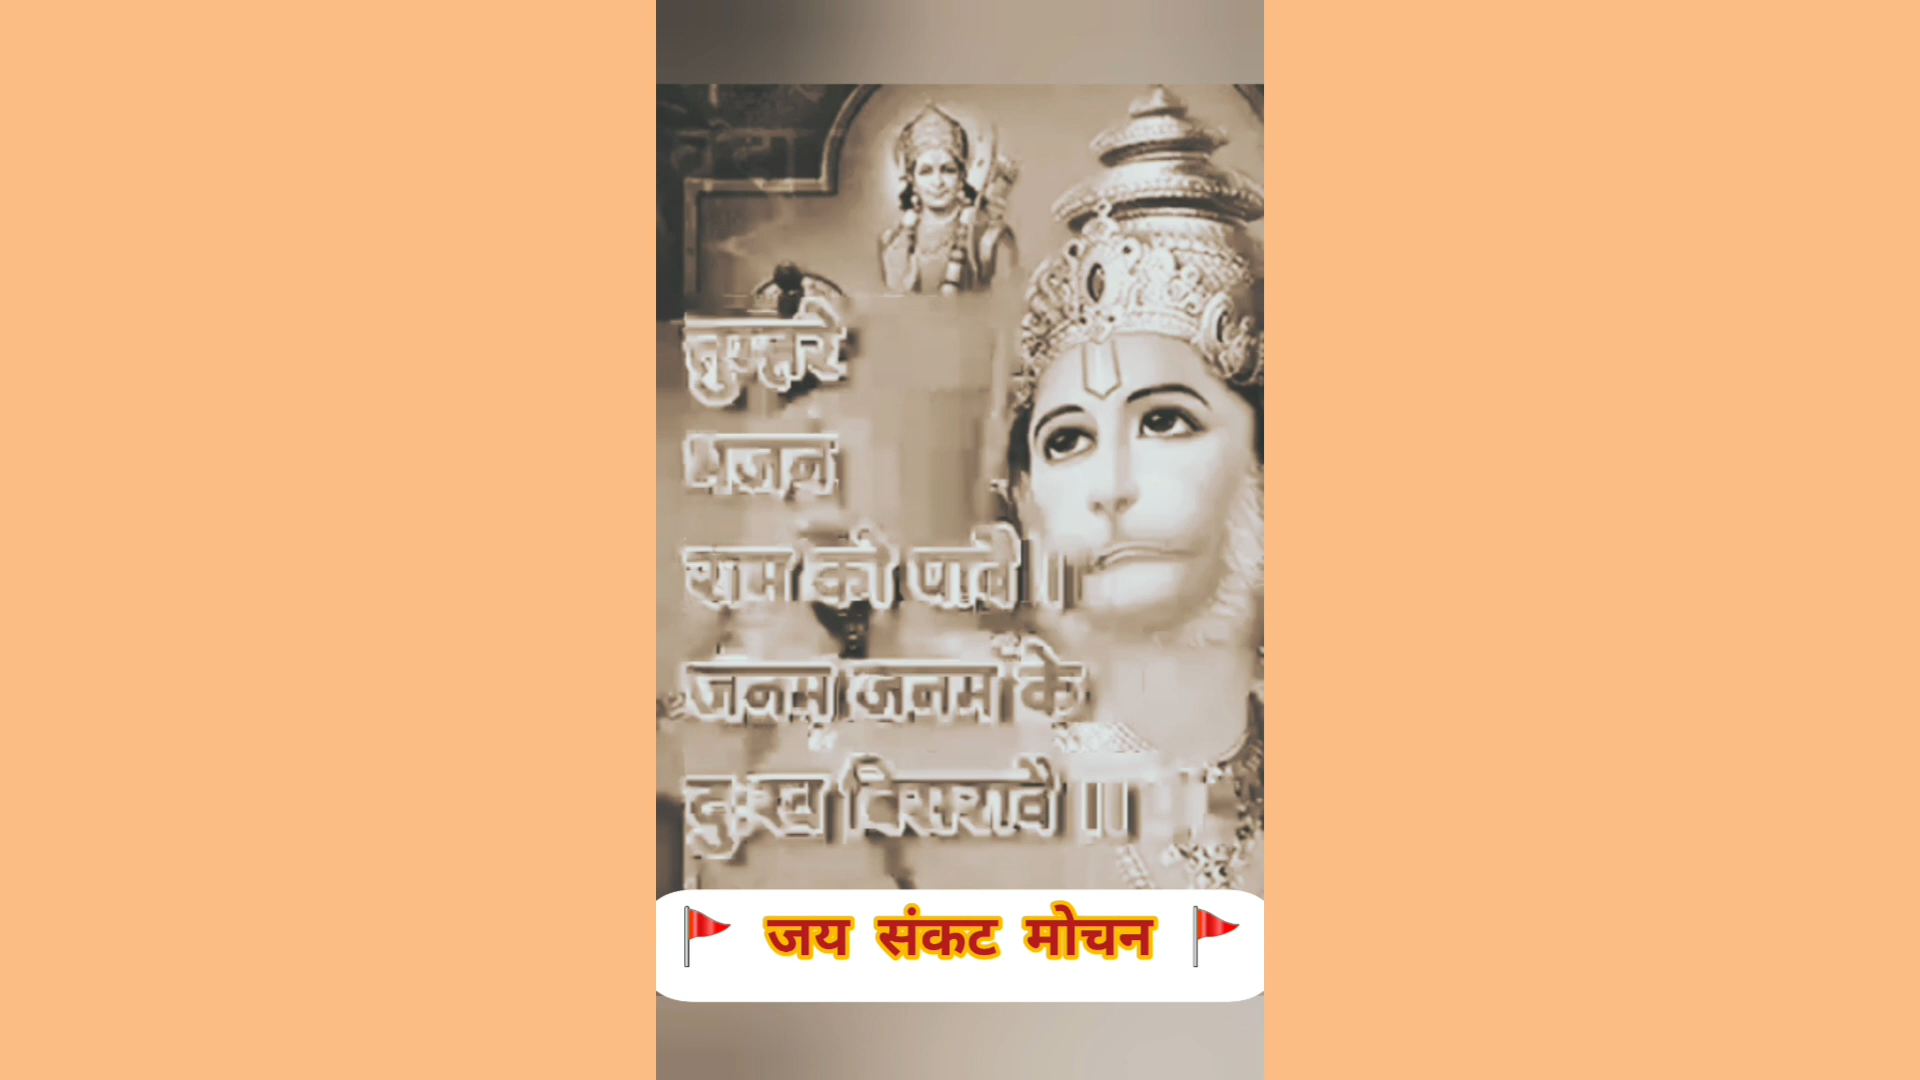 तुम्हरे
भजन
राम को पावै ॥
जनम जनम के
दुःख बिसरावै ॥
🚩 जय संकट मोचन 🚩